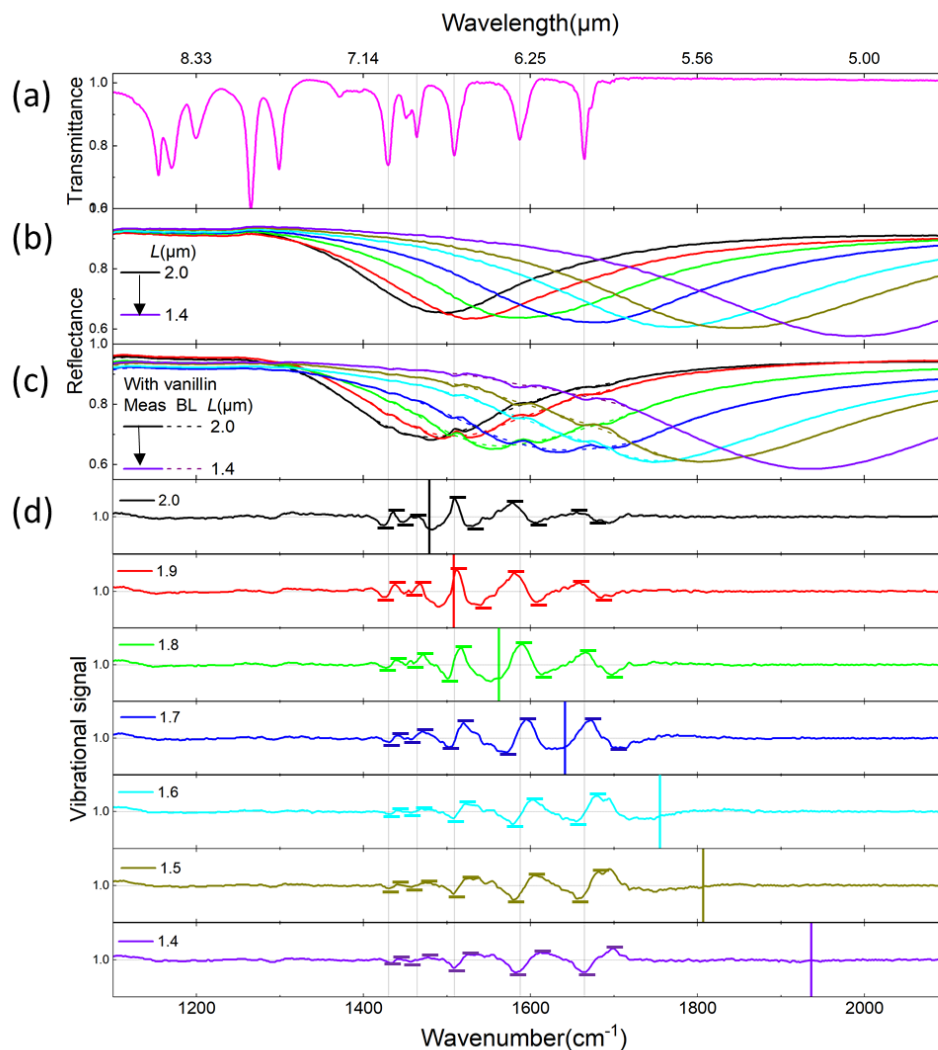 Wavelength(μm)
8.33 7.14 6.25 5.56 5.00
(a)
Transmittance
1.0
0.8
0.6
(b)
L(μm)
2.0
1.4
0.8
0.6
Reflectance
1.0
(c)
With vanillin
Meas BL L(μm)
2.0
1.4
0.8
0.6
(d)
2.0
1.0
1.9
1.0
1.8
1.0
Vibrational signal
1.7
1.0
1.6
1.0
1.5
1.0
1.4
1.0
1200 1400 1600 1800 2000
Wavenumber(cm⁻¹)